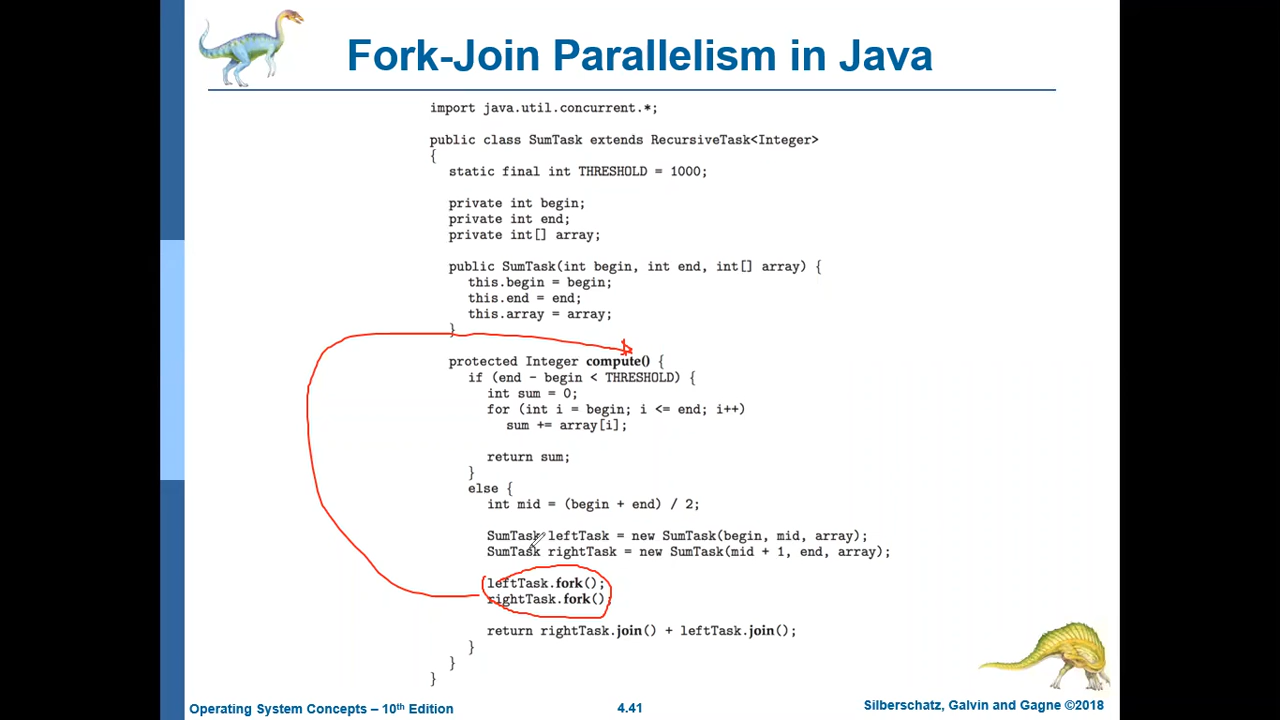 Fork-Join Parallelism in Java
import java.util.concurrent.*;
public class SumTask extends RecursiveTask<Integer>
{
static final int THRESHOLD = 1000;
private int begin;
private int end;
private int[] array;
public SumTask(int begin, int end, int[] array) {
this.begin = begin;
this.end = end;
this.array = array;
}
protected Integer compute() {
if (end - begin < THRESHOLD) {
int sum = 0;
for (int i = begin; i <= end; i++)
sum += array[i];
return sum;
}
else {
int mid = (begin + end) / 2;
SumTask leftTask = new SumTask(begin, mid, array);
SumTask rightTask = new SumTask(mid + 1, end, array);
leftTask.fork();
rightTask.fork();
return rightTask.join() + leftTask.join();
}
}
}
Operating System Concepts – 10th Edition
4.41
Silberschatz, Galvin and Gagne ©2018